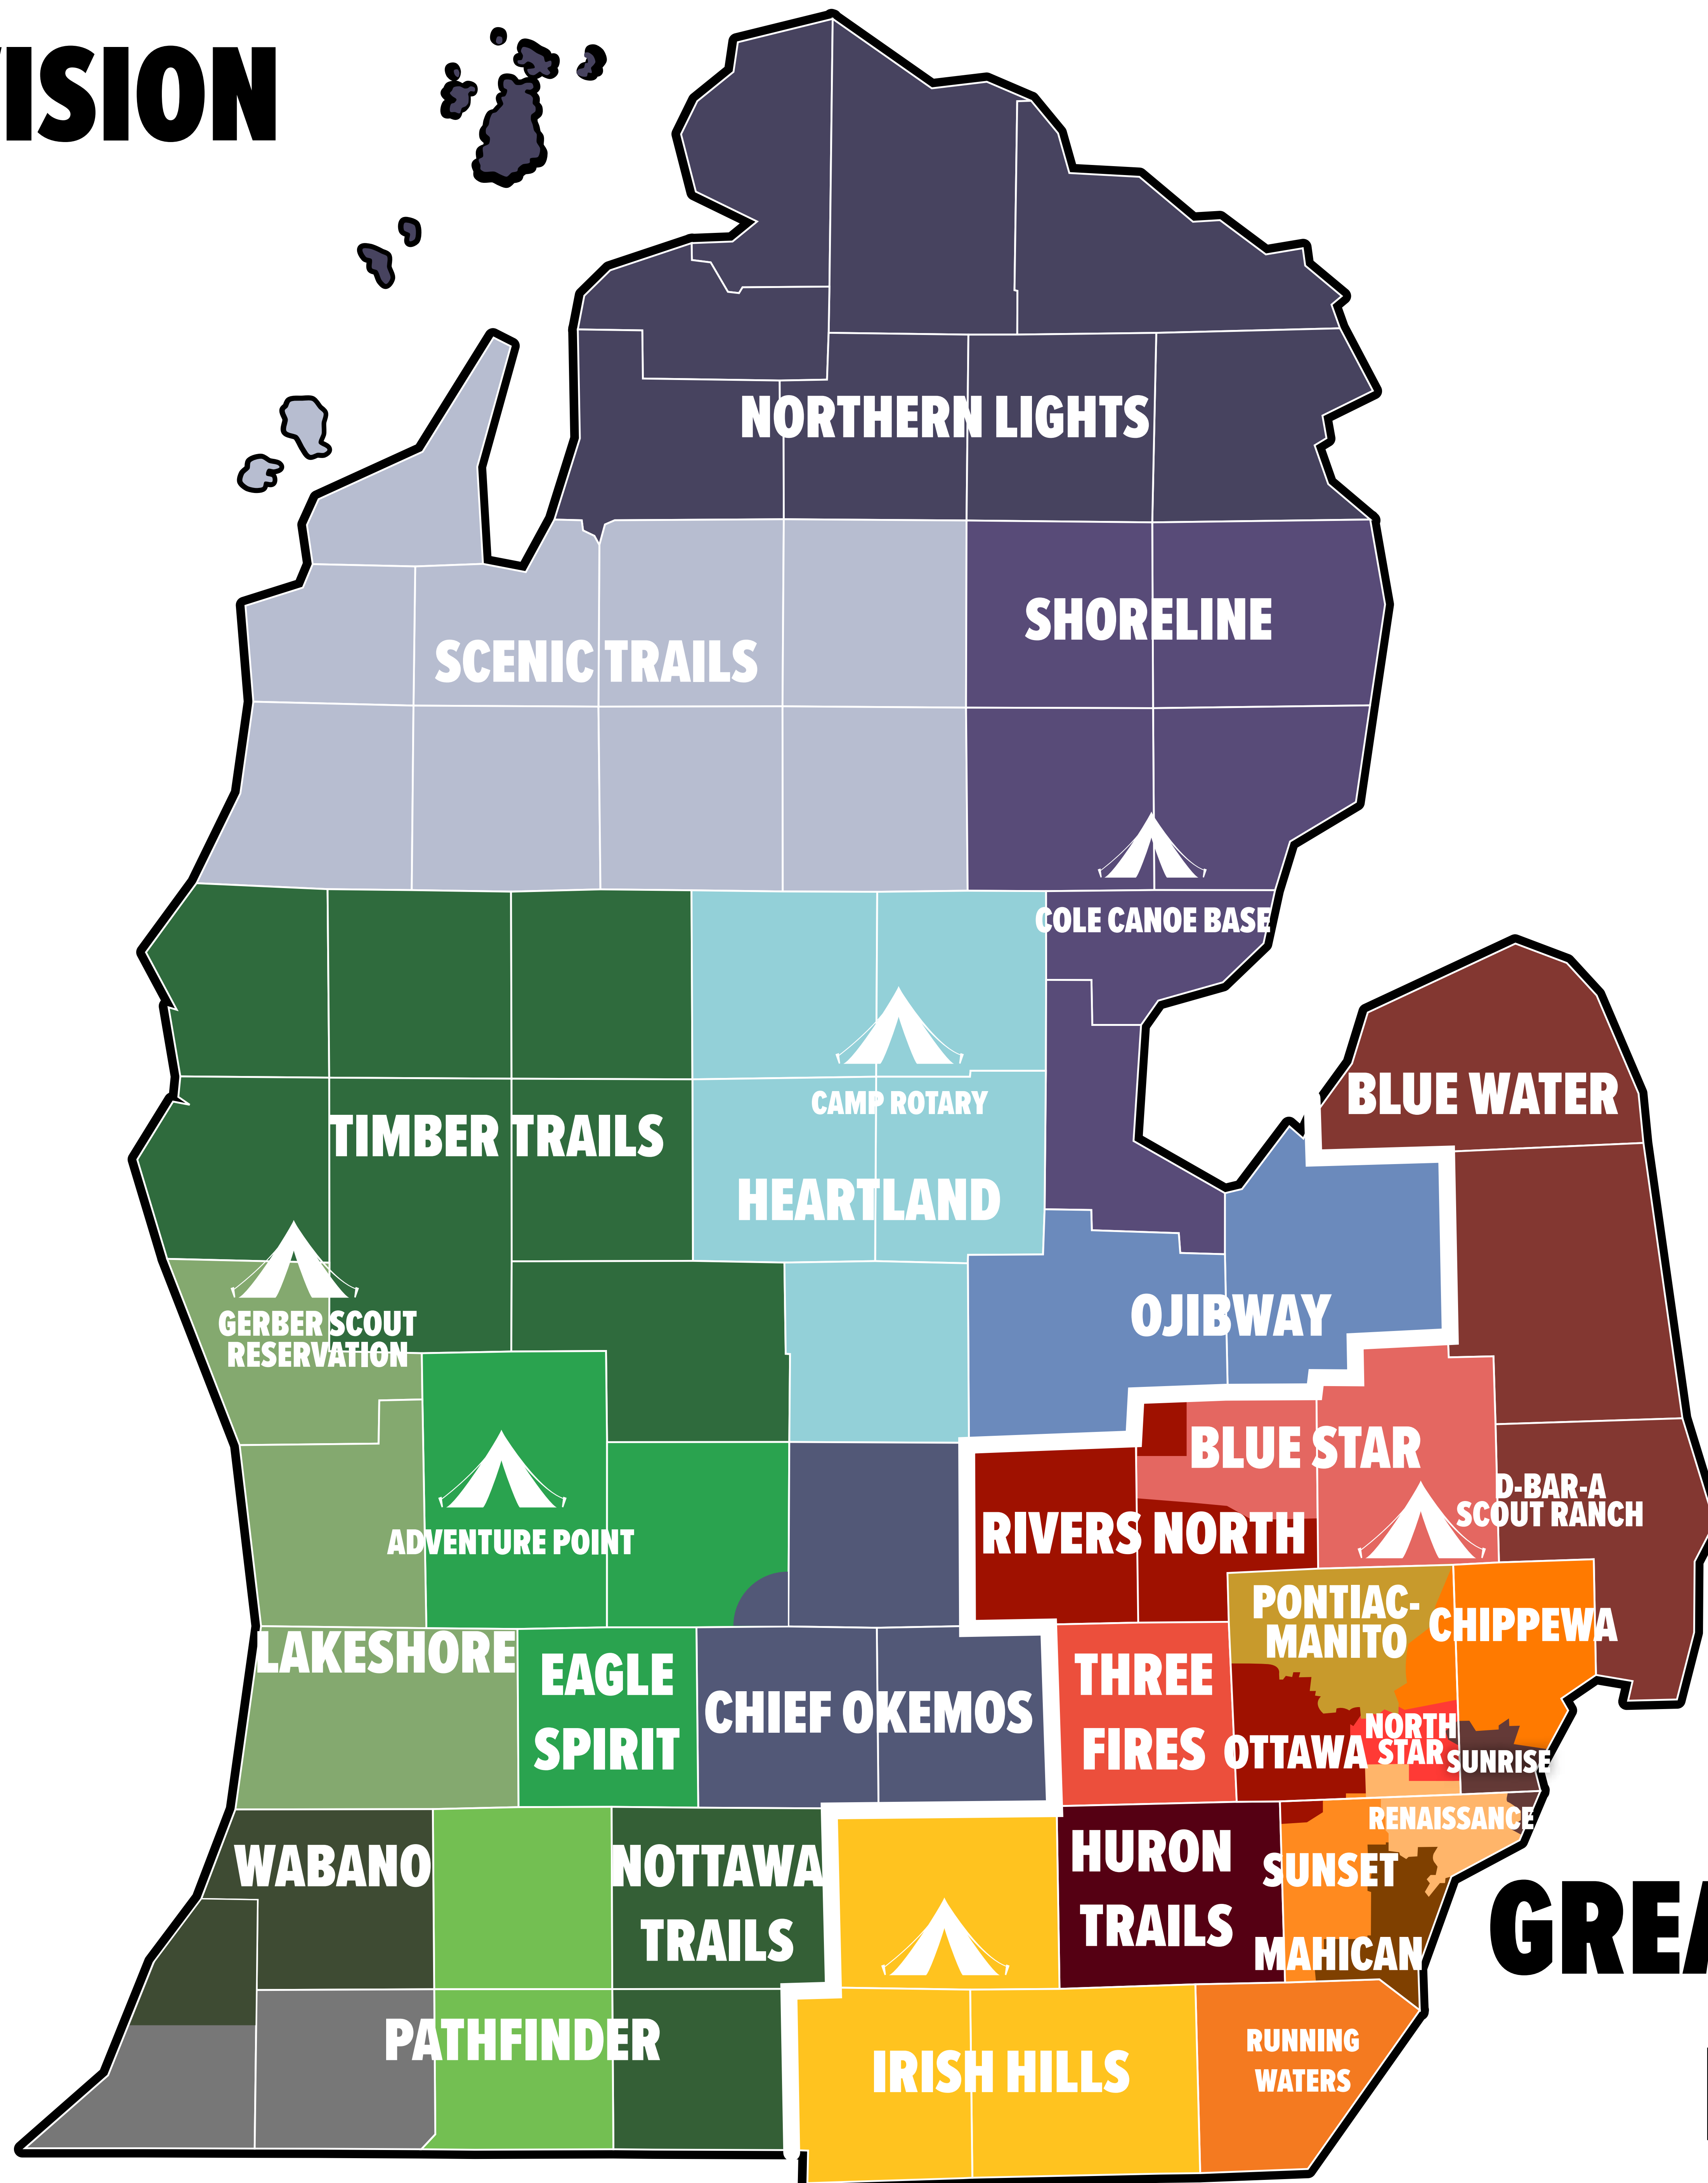 ISION
NORTHERN LIGHTS
SHORELINE
SCENIC TRAILS
COLE CANOE BASE
BLUE WATER
CAMP ROTARY
TIMBER TRAILS
HEARTLAND
OJIBWAY
GERBER SCOUT
RESERVATION
BLUE STAR
D-BAR-A
SCOUT RANCH
RIVERS NORTH
ADVENTURE POINT
PONTIAC-
MANITO
CHIPPEWA
LAKESHORE
EAGLE
SPIRIT
CHIEF OKEMOS
THREE
FIRES
OTTAWA
NORTH
STAR
SUNRISE
RENAISSANCE
WABANO
NOTTAWA
TRAILS
HURON
TRAILS
SUNSET
MAHICAN
GREA
PATHFINDER
IRISH HILLS
RUNNING
WATERS